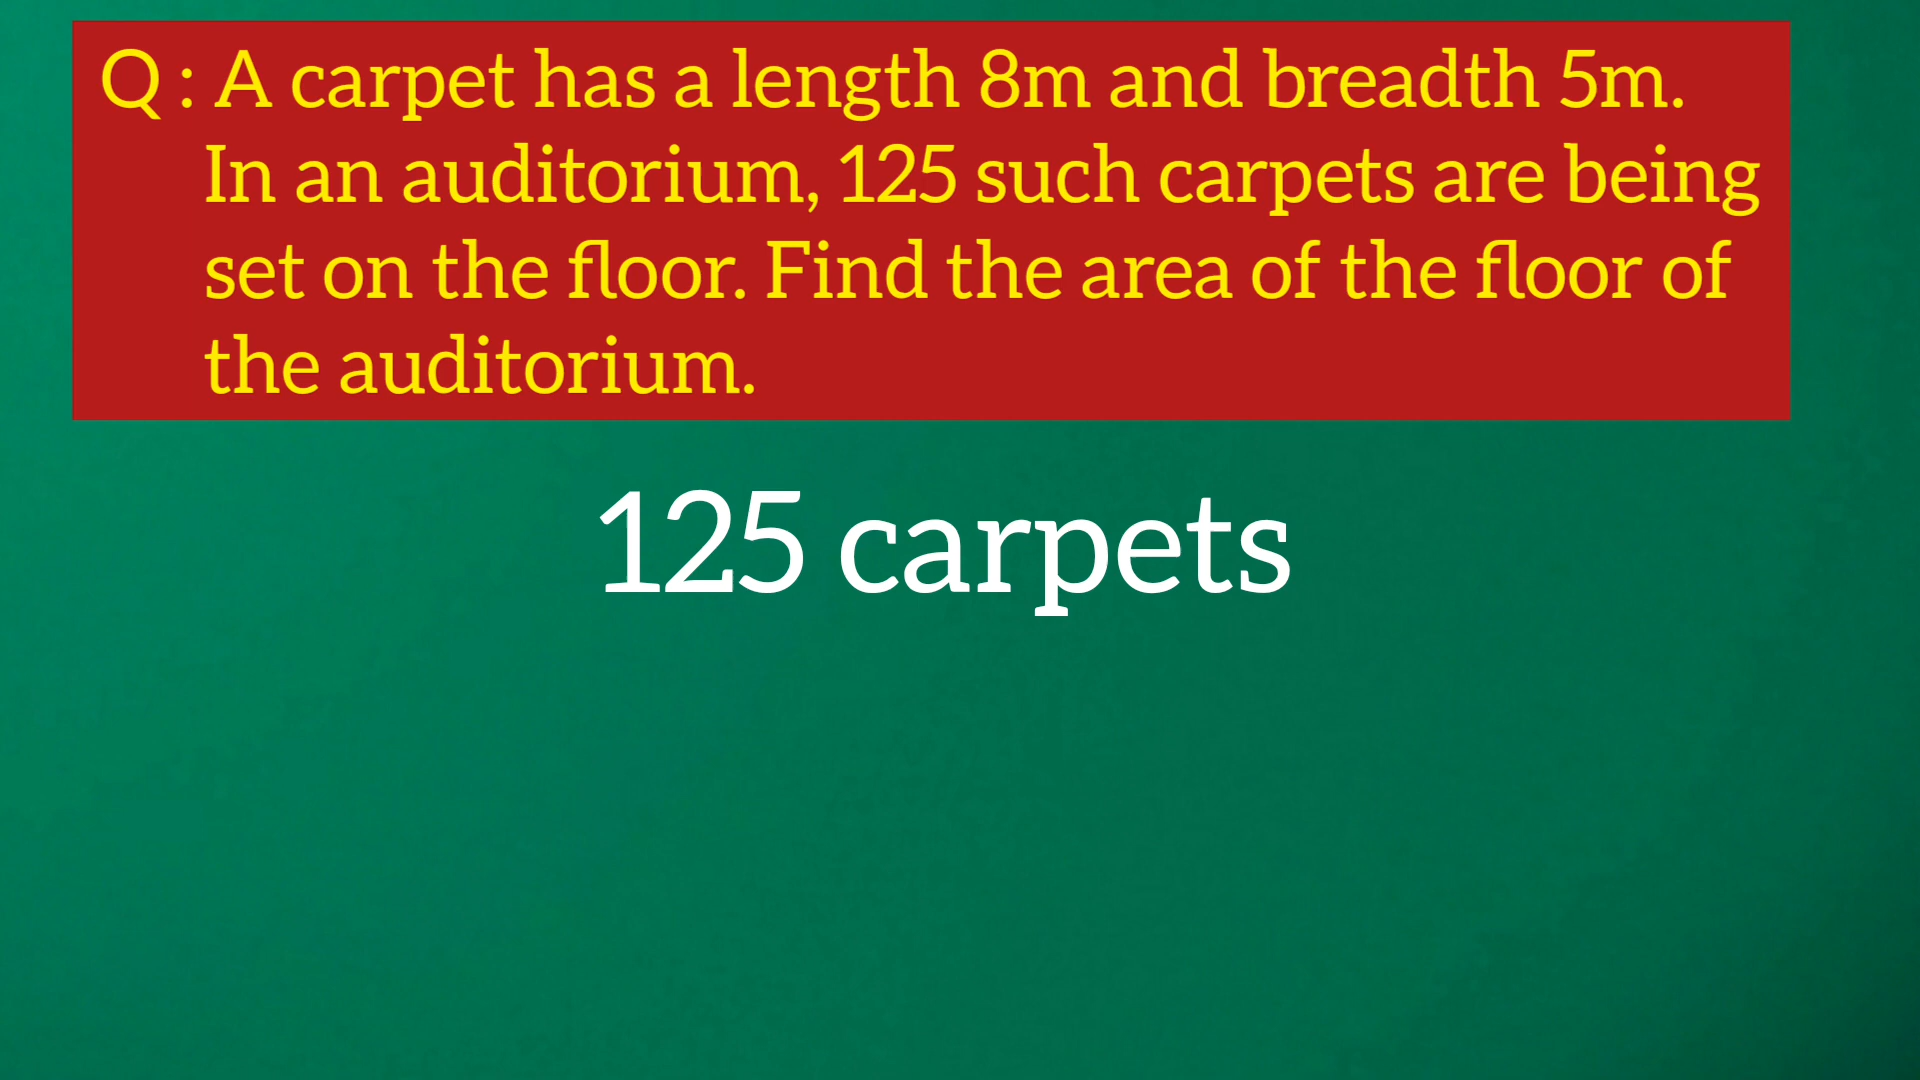 Q : A carpet has a length 8m and breadth 5m.
In an auditorium, 125 such carpets are being
set on the floor. Find the area of the floor of
the auditorium.
125 carpets